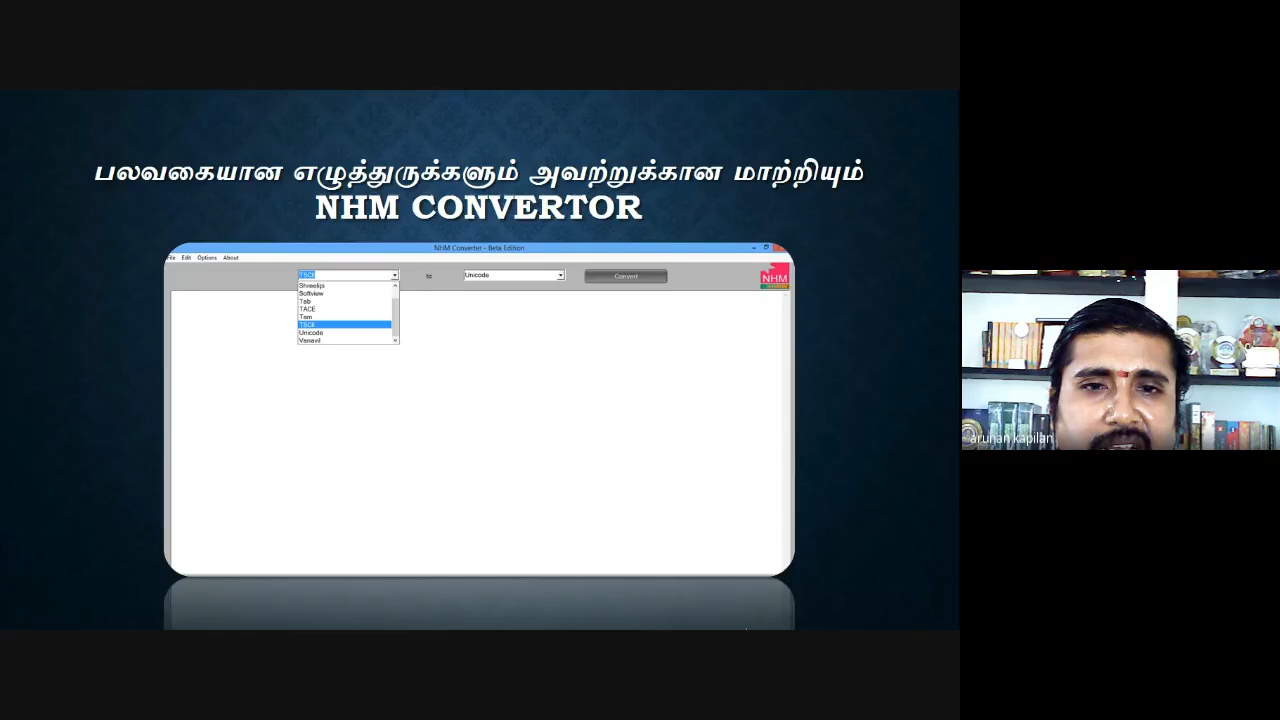 பலவகையான எழுத்துருக்களும் அவற்றுக்கான மாற்றியும்
NHM CONVERTOR
NHM Converter - Beta Edition
File Edit Options About
TSCII to Unicode Convert
NHM
Shreelipi
Softview
Tab
TACE
Tam
TSCII
Unicode
Vanavil
arunan kapilan